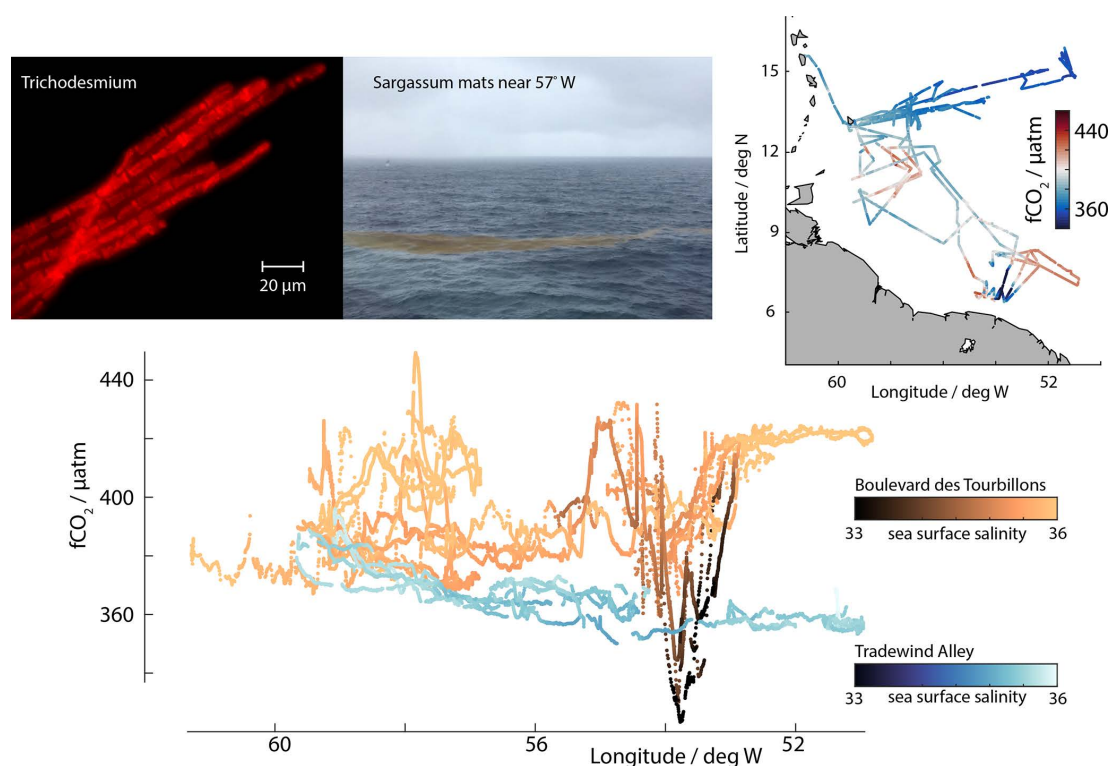 Trichodesmium
20 μm
Sargassum mats near 57° W
15
12
9
6
Latitude / deg N
60
52
Longitude / deg W
fCO₂ / μatm
440
360
440
400
360
fCO₂ / μatm
60
56
52
Longitude / deg W
Boulevard des Tourbillons
33
sea surface salinity
36
Tradewind Alley
33
sea surface salinity
36